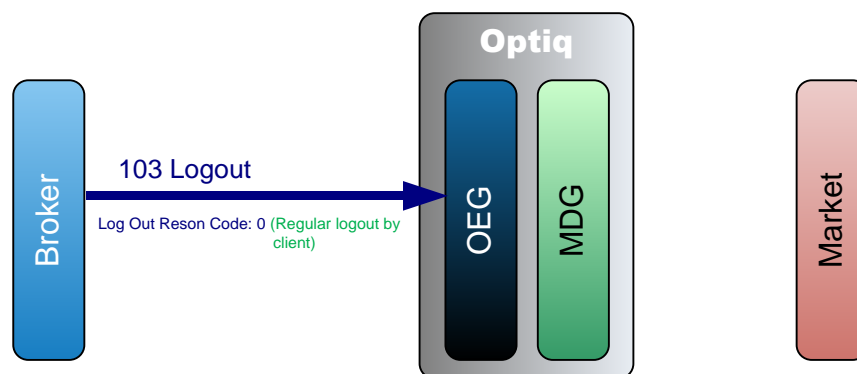 Optiq
Broker
103 Logout
Log Out Reson Code: 0 (Regular logout by
client)
OEG
MDG
Market